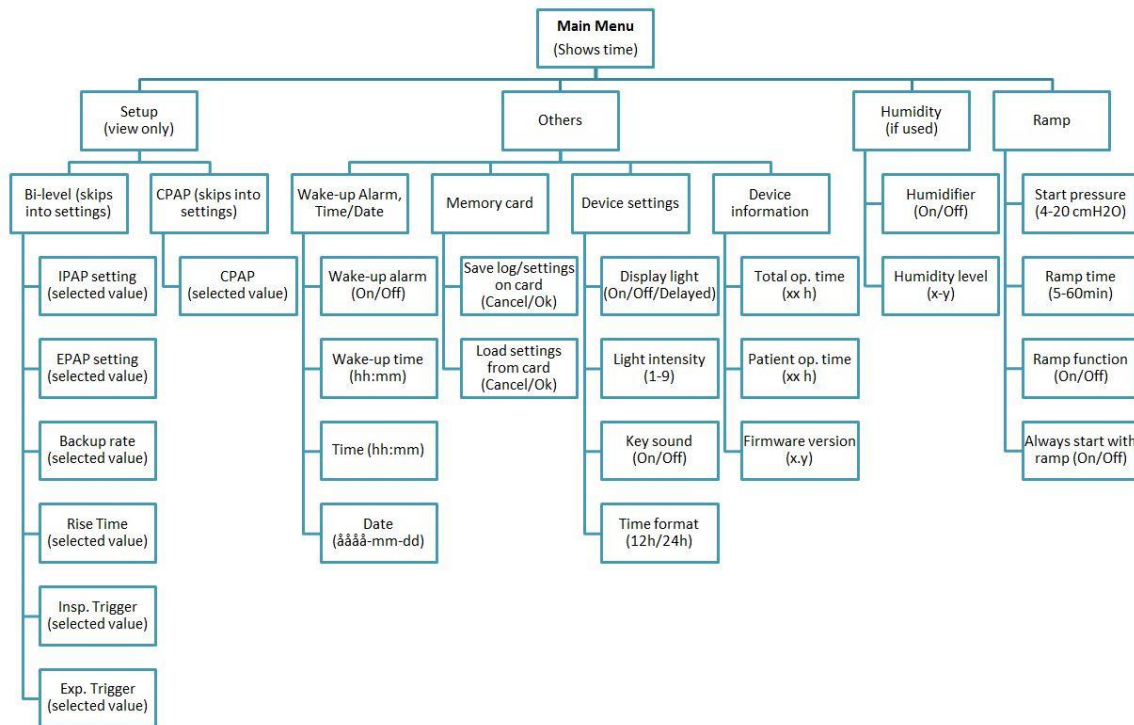 Main Menu
(Shows time)
Setup
(view only)
Others
Humidity
(if used)
Ramp
Bi-level (skips
into settings)
CPAP (skips into
settings)
Wake-up Alarm,
Time/Date
Memory card
Device settings
Device
information
Humidifier
(On/Off)
Start pressure
(4-20 cmH2O)
IPAP setting
(selected value)
CPAP
(selected value)
Wake-up alarm
(On/Off)
Save log/settings
on card
(Cancel/Ok)
Display light
(On/Off/Delayed)
Total op. time
(xx h)
Humidity level
(x-y)
Ramp time
(5-60min)
EPAP setting
(selected value)
Wake-up time
(hh:mm)
Load settings
from card
(Cancel/Ok)
Light intensity
(1-9)
Patient op. time
(xx h)
Ramp function
(On/Off)
Backup rate
(selected value)
Time (hh:mm)
Key sound
(On/Off)
Firmware version
(x.y)
Always start with
ramp (On/Off)
Rise Time
(selected value)
Date
(åååå-mm-dd)
Time format
(12h/24h)
Insp. Trigger
(selected value)
Exp. Trigger
(selected value)